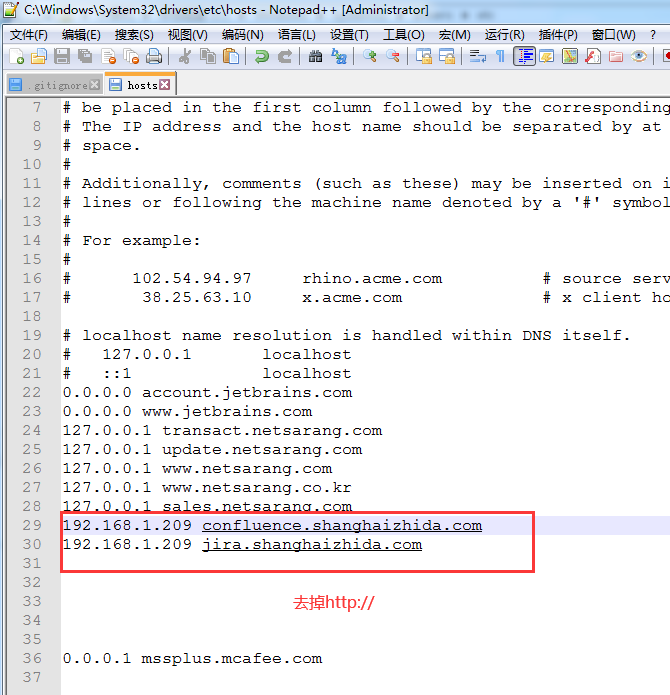 C:\Windows\System32\drivers\etc\hosts - Notepad++ [Administrator]
文件(F) 编辑(E) 搜索(S) 视图(V) 编码(N) 语言(L) 设置(T) 工具(O) 宏(M) 运行(R) 插件(P) 窗口(W) ?
.gitignore hosts
7 # be placed in the first column followed by the corresponding
8 # The IP address and the host name should be separated by at
9 # space.
10 #
11 # Additionally, comments (such as these) may be inserted on i
12 # lines or following the machine name denoted by a '#' symbol
13 #
14 # For example:
15 #
16 # 102.54.94.97 rhino.acme.com # source serv
17 # 38.25.63.10 x.acme.com # x client ho
18
19 # localhost name resolution is handled within DNS itself.
20 # 127.0.0.1 localhost
21 # ::1 localhost
22 0.0.0.0 account.jetbrains.com
23 0.0.0.0 www.jetbrains.com
24 127.0.0.1 transact.netsarang.com
25 127.0.0.1 update.netsarang.com
26 127.0.0.1 www.netsarang.com
27 127.0.0.1 www.netsarang.co.kr
28 127.0.0.1 sales.netsarang.com
29 192.168.1.209 confluence.shanghaizhida.com
30 192.168.1.209 jira.shanghaizhida.com
31
32
33
去掉http://
34
35
36 0.0.0.1 mssplus.mcafee.com
37